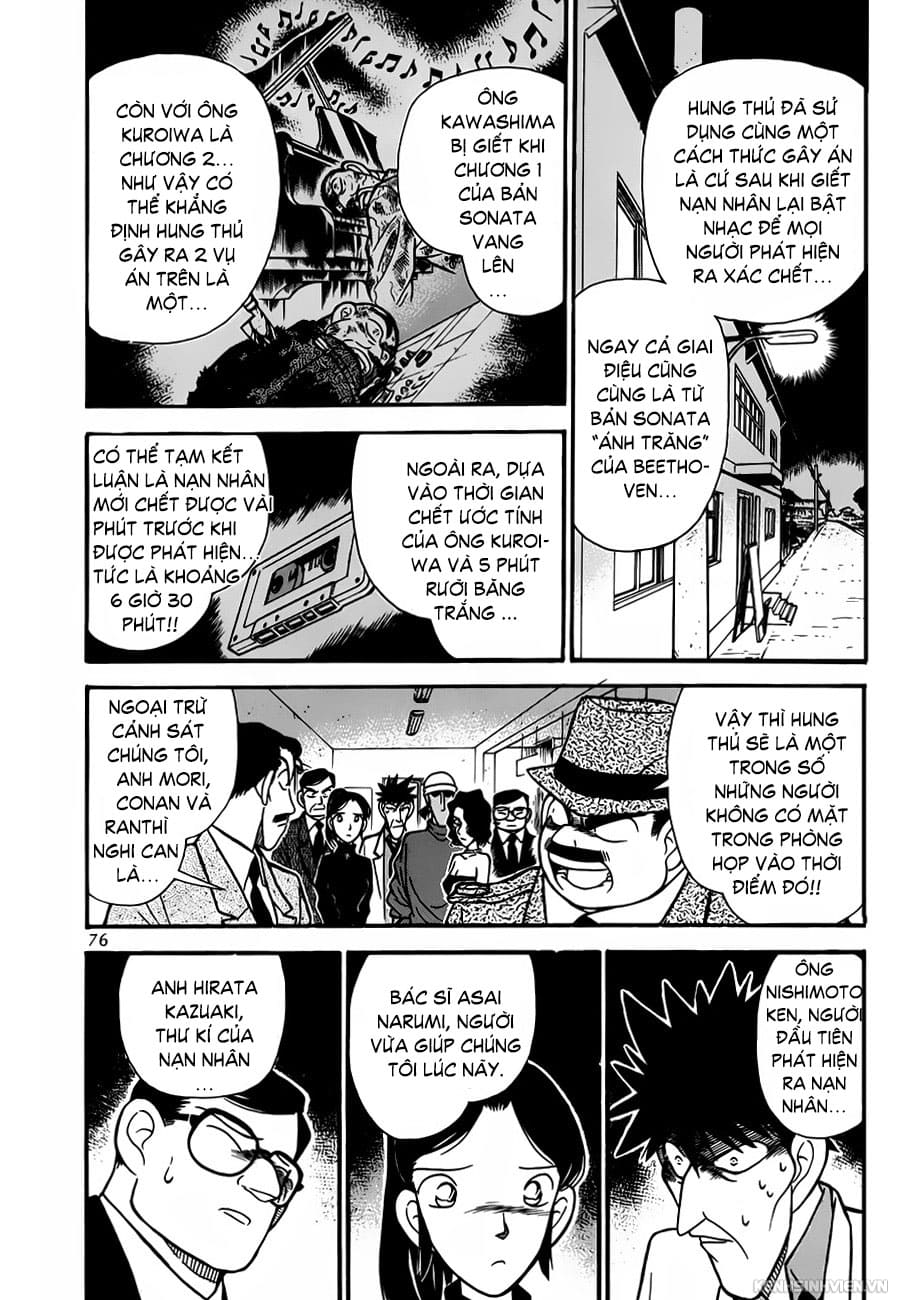 HUNG THỦ ĐÃ SỬ
DỤNG CÙNG MỘT
CÁCH THỨC GÂY ÁN
LÀ CỨ SAU KHI GIẾT
NẠN NHÂN LẠI BẬT
NHẠC ĐỂ MỌI
NGƯỜI PHÁT HIỆN
RA XÁC CHẾT...
NGAY CẢ GIAI
ĐIỆU CŨNG
CÙNG LÀ TỪ
BẢN SONATA
“ÁNH TRĂNG”
CỦA BEETHO-
VEN...
ÔNG
KAWASHIMA
BỊ GIẾT KHI
CHƯƠNG 1
CỦA BẢN
SONATA
VANG
LÊN
...
CÒN VỚI ÔNG
KUROIWA LÀ
CHƯƠNG 2...
NHƯ VẬY CÓ
THỂ KHẲNG
ĐỊNH HUNG THỦ
GÂY RA 2 VỤ
ÁN TRÊN LÀ
MỘT...
NGOÀI RA, DỰA
VÀO THỜI GIAN
CHẾT ƯỚC TÍNH
CỦA ÔNG KUROI-
WA VÀ 5 PHÚT
RƯỠI BĂNG
TRẮNG ...
CÓ THỂ TẠM KẾT
LUẬN LÀ NẠN NHÂN
MỚI CHẾT ĐƯỢC VÀI
PHÚT TRƯỚC KHI
ĐƯỢC PHÁT HIỆN...
TỨC LÀ KHOẢNG
6 GIỜ 30
PHÚT!!
VẬY THÌ HUNG
THỦ SẼ LÀ MỘT
TRONG SỐ
NHỮNG NGƯỜI
KHÔNG CÓ MẶT
TRONG PHÒNG
HỌP VÀO THỜI
ĐIỂM ĐÓ!!
NGOẠI TRỪ
CẢNH SÁT
CHÚNG TÔI,
ANH MORI,
CONAN VÀ
RANTHÌ
NGHI CAN
LÀ...
76
ÔNG
NISHIMOTO
KEN, NGƯỜI
ĐẦU TIÊN
PHÁT HIỆN
RA NẠN
NHÂN...
BÁC SĨ ASAI
NARUMI, NGƯỜI
VỪA GIÚP CHÚNG
TÔI LÚC NÀY.
ANH HIRATA
KAZUAKI,
THƯ KÍ CỦA
NẠN NHÂN
...
KENHSINHVIEN.VN